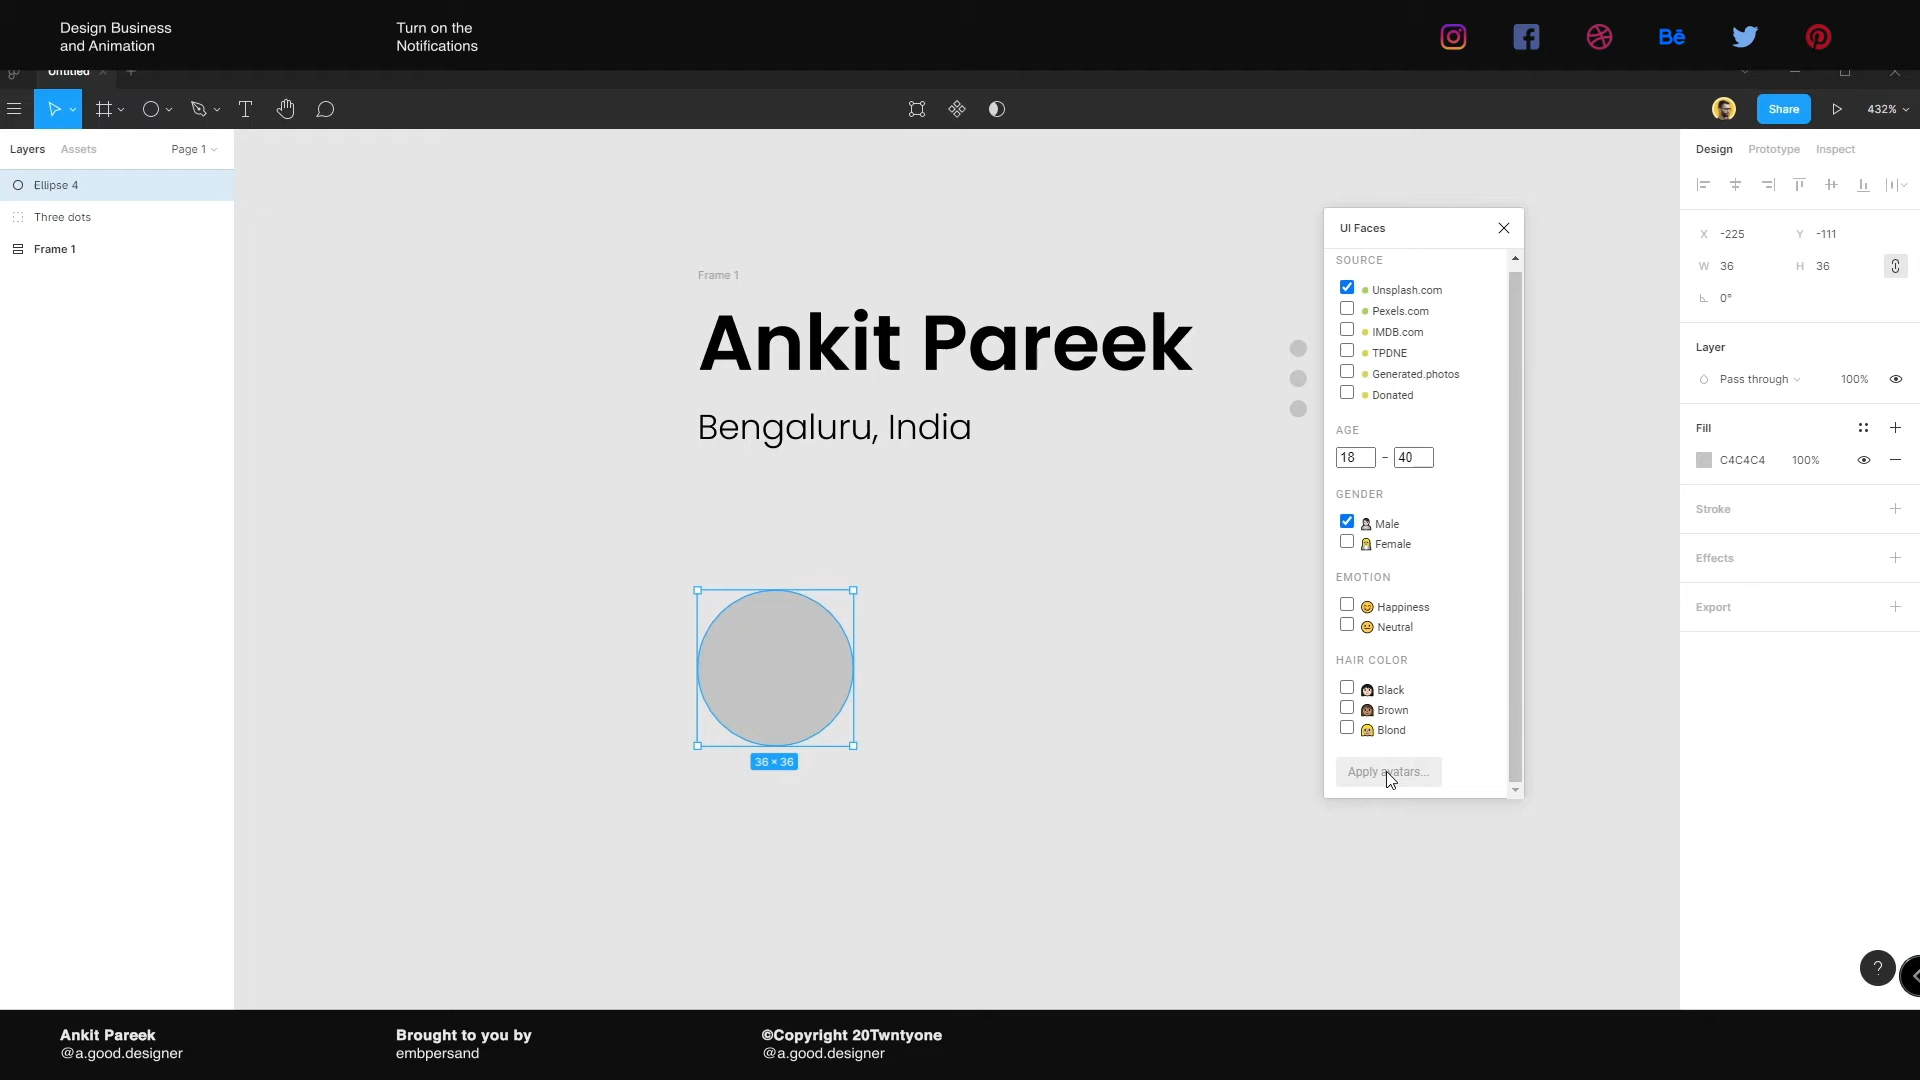 Design Business
and Animation
Turn on the
Notifications
Bē
Untitled
Share
432%
Layers
Assets
Page 1
Ellipse 4
Three dots
Frame 1
Frame 1
Ankit Pareek
Bengaluru, India
36 × 36
UI Faces
SOURCE
Unsplash.com
Pexels.com
IMDB.com
TPDNE
Generated.photos
Donated
AGE
18 - 40
GENDER
Male
Female
EMOTION
Happiness
Neutral
HAIR COLOR
Black
Brown
Blond
Apply avatars...
Design
Prototype
Inspect
X -225
Y -111
W 36
H 36
0°
Layer
Pass through
100%
Fill
C4C4C4
100%
Stroke
Effects
Export
?
Ankit Pareek
@a.good.designer
Brought to you by
embpersand
©Copyright 20Twntyone
@a.good.designer